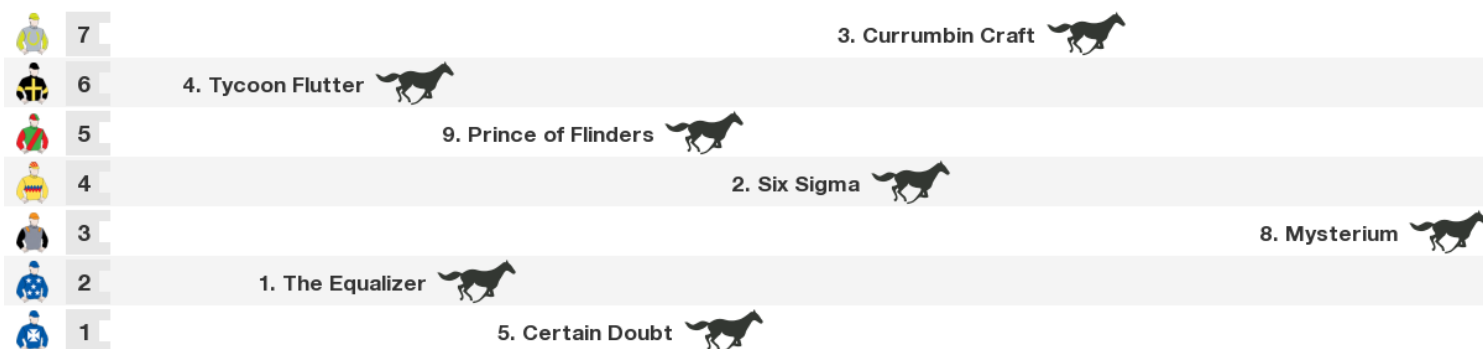 7 3. Currumbin Craft
6 4. Tycoon Flutter
5 9. Prince of Flinders
4 2. Six Sigma
3 8. Mysterium
2 1. The Equalizer
1 5. Certain Doubt